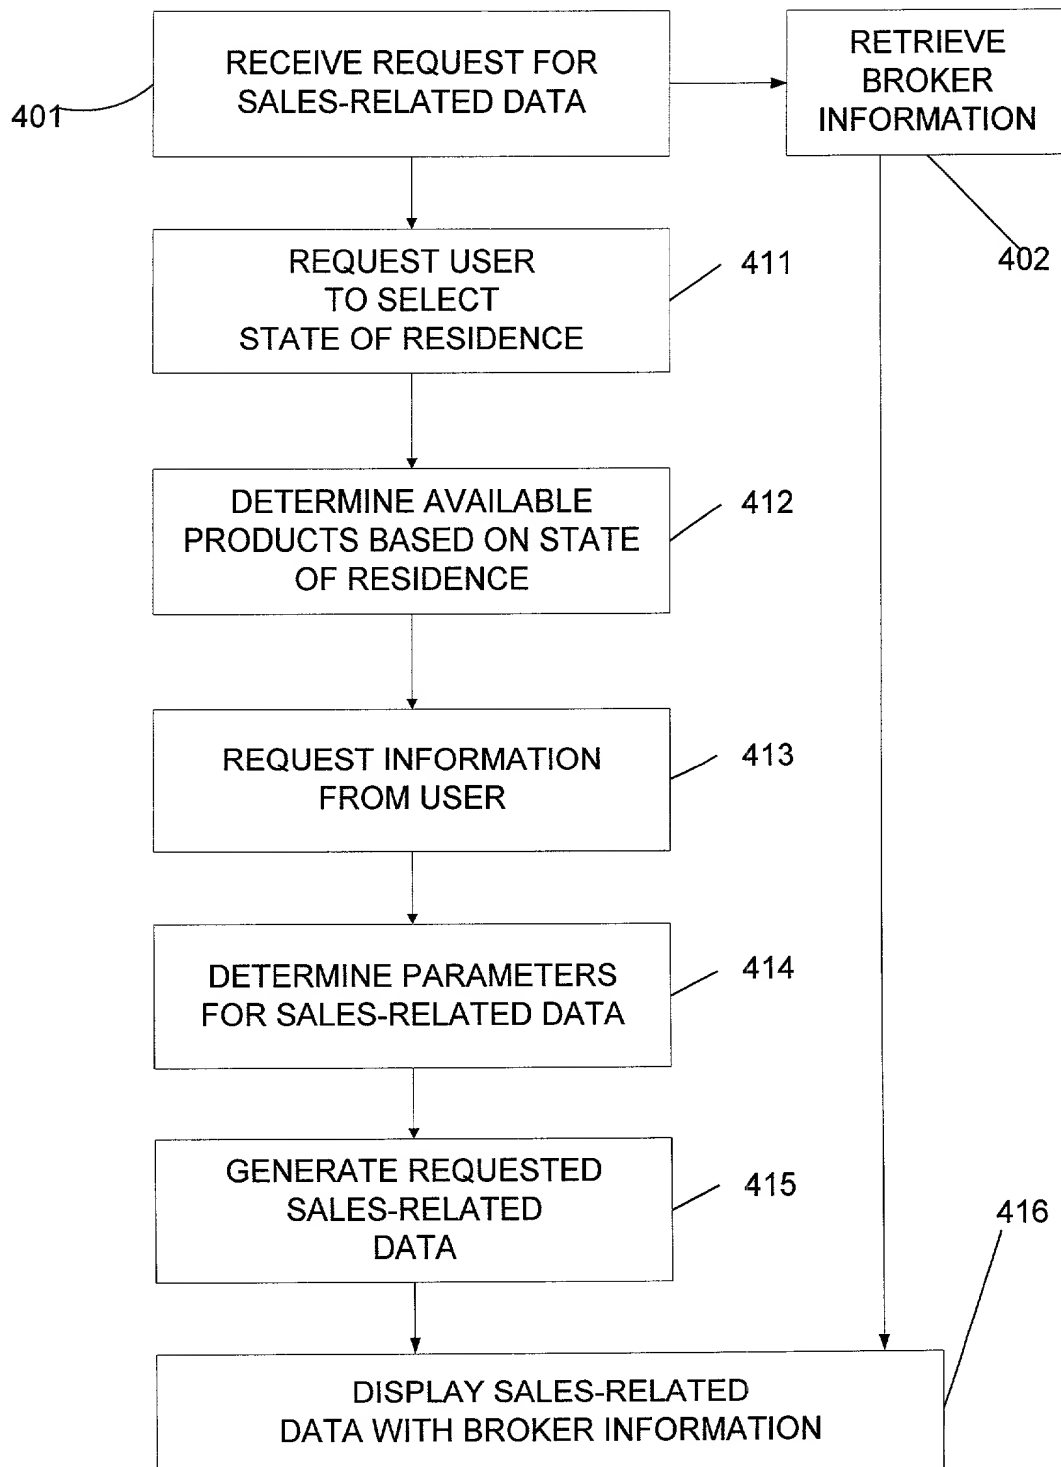 RECEIVE REQUEST FOR
SALES-RELATED DATA
401
RETRIEVE
BROKER
INFORMATION
402
REQUEST USER
TO SELECT
STATE OF RESIDENCE
411
DETERMINE AVAILABLE
PRODUCTS BASED ON STATE
OF RESIDENCE
412
REQUEST INFORMATION
FROM USER
413
DETERMINE PARAMETERS
FOR SALES-RELATED DATA
414
GENERATE REQUESTED
SALES-RELATED
DATA
415
416
DISPLAY SALES-RELATED
DATA WITH BROKER INFORMATION